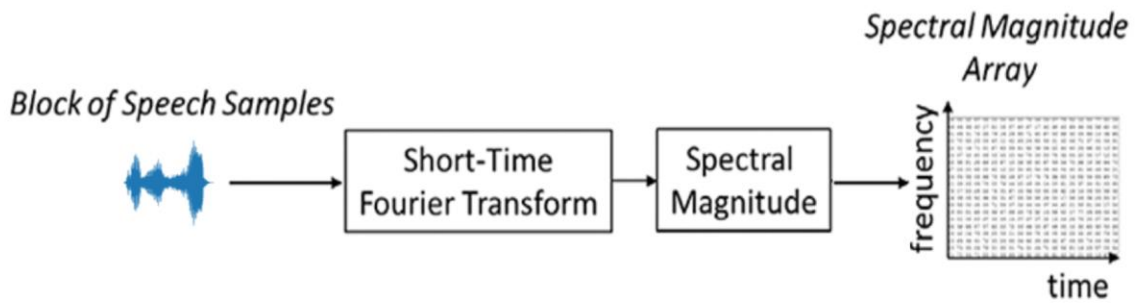 Block of Speech Samples
Short-Time
Fourier Transform
Spectral
Magnitude
Spectral Magnitude
Array
frequency
time